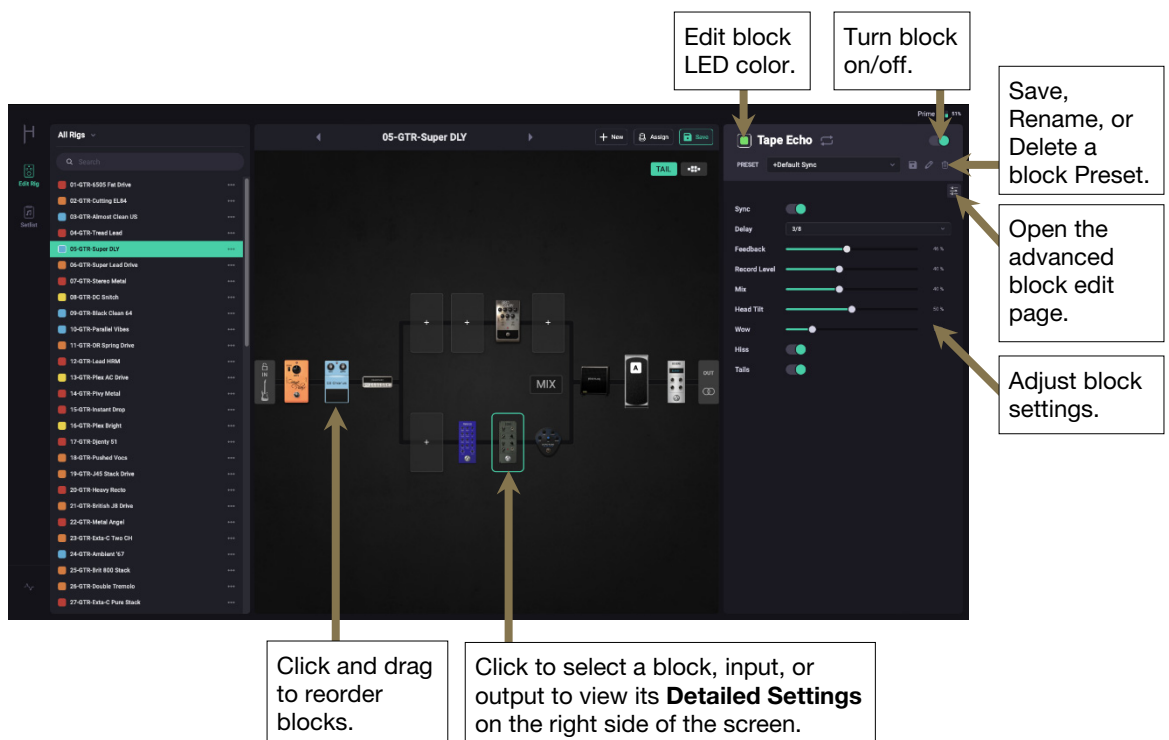 Edit block
LED color.
Turn block
on/off.
Save,
Rename, or
Delete a
block Preset.
Open the
advanced
block edit
page.
Adjust block
settings.
Prime
51%
All Rigs
05-GTR-Super DLY
+ New
Assign
Save
Tape Echo
Search
PRESET
+Default Sync
TAIL
Edit Rig
Setlist
01-GTR-6505 Fat Drive
02-GTR-Cutting EL84
03-GTR-Almost Clean US
04-GTR-Tread Lead
05-GTR-Super DLY
06-GTR-Super Lead Drive
07-GTR-Stereo Metal
08-GTR-DC Snitch
09-GTR-Black Clean 64
10-GTR-Parallel Vibes
11-GTR-DR Spring Drive
12-GTR-Lead HRM
13-GTR-Plex AC Drive
14-GTR-Pivy Metal
15-GTR-Instant Drop
16-GTR-Plex Bright
17-GTR-Djenty 51
18-GTR-Pushed Vocs
19-GTR-J45 Stack Drive
20-GTR-Heavy Recto
21-GTR-British J8 Drive
22-GTR-Metal Angel
23-GTR-Exta-C Two CH
24-GTR-Ambient '67
25-GTR-Brit 800 Stack
26-GTR-Double Tremolo
27-GTR-Exta-C Pure Stack
Sync
Delay
3/8
Feedback
Record Level
Mix
Head Tilt
Wow
Hiss
Tails
IN
MIX
A
OUT
Click and drag
to reorder
blocks.
Click to select a block, input, or
output to view its Detailed Settings
on the right side of the screen.